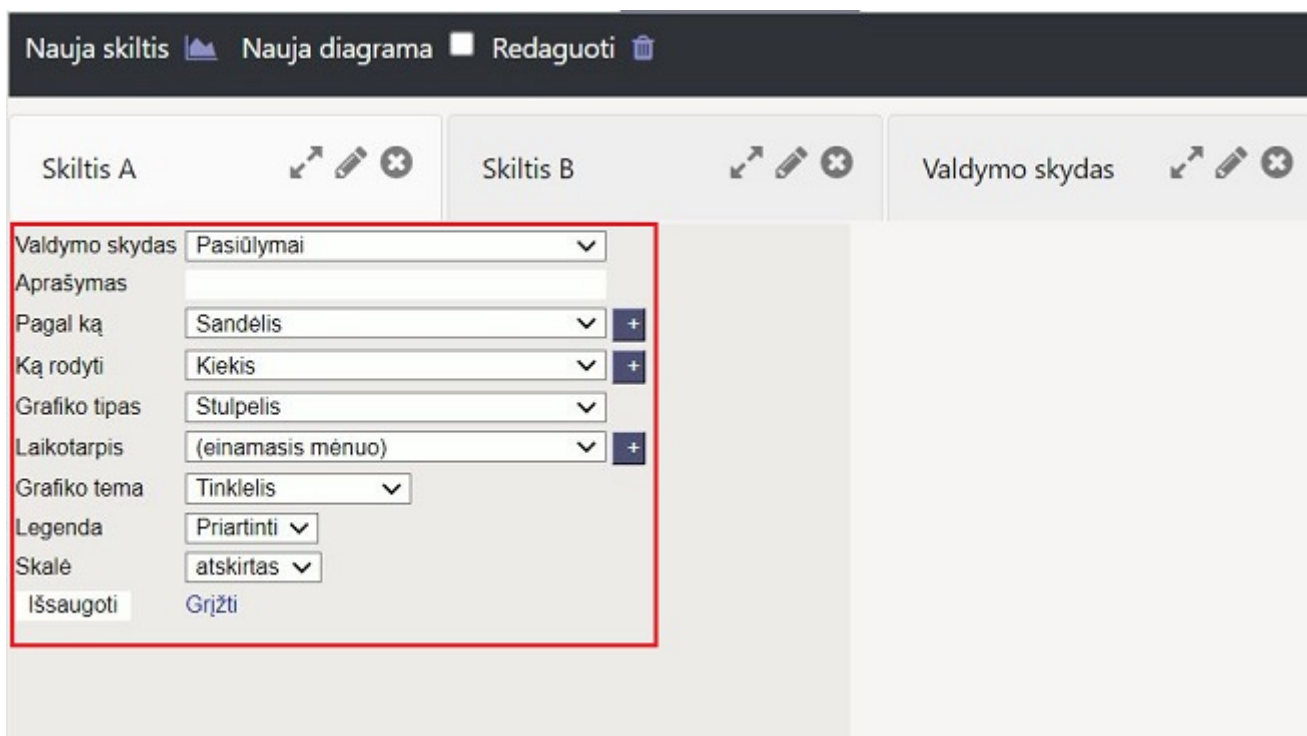 Nauja skiltis Nauja diagrama Redaguoti
Skiltis A Skiltis B Valdymo skydas
Valdymo skydas Pasiūlymai
Aprašymas
Pagal ką Sandėlis +
Ką rodyti Kiekis +
Grafiko tipas Stulpelis
Laikotarpis (einamasis mėnuo) +
Grafiko tema Tinklelis
Legenda Priartinti
Skalė atskirtas
Išsaugoti Grįžti